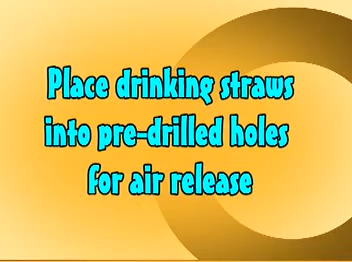 Place drinking straws
into pre-drilled holes
for air release